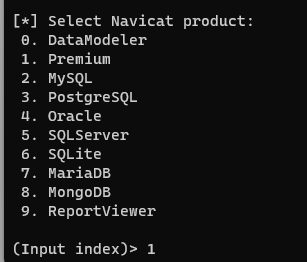 [*] Select Navicat product:
0. DataModeler
1. Premium
2. MySQL
3. PostgreSQL
4. Oracle
5. SQLServer
6. SQLite
7. MariaDB
8. MongoDB
9. ReportViewer
(Input index)> 1